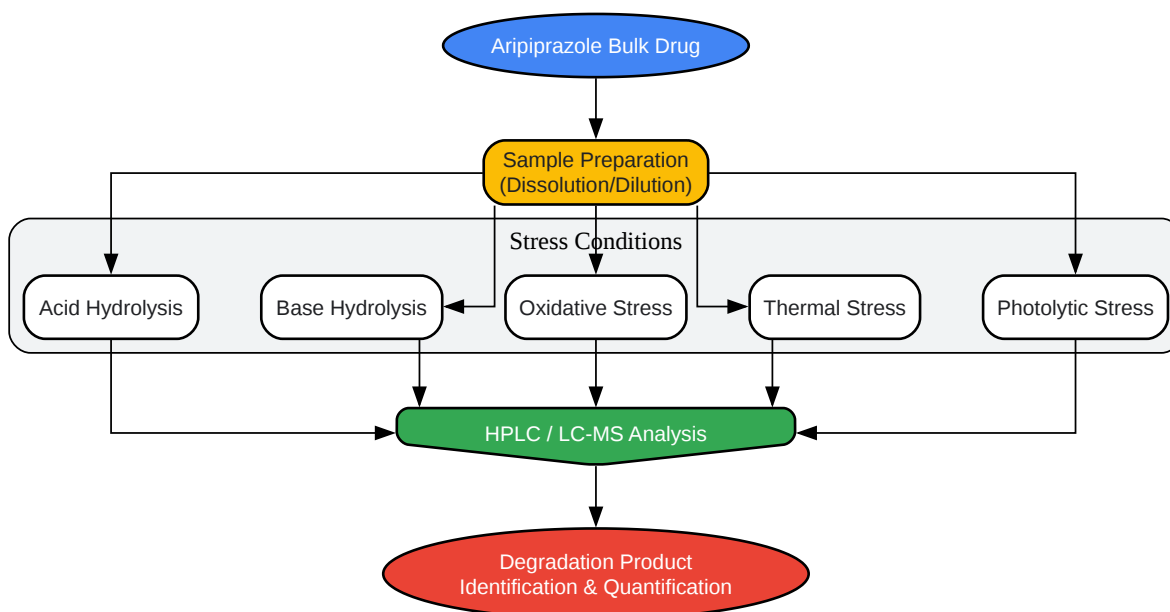 Aripiprazole Bulk Drug
Sample Preparation
(Dissolution/Dilution)
Stress Conditions
Acid Hydrolysis
Base Hydrolysis
Oxidative Stress
Thermal Stress
Photolytic Stress
HPLC / LC-MS Analysis
Degradation Product
Identification & Quantification